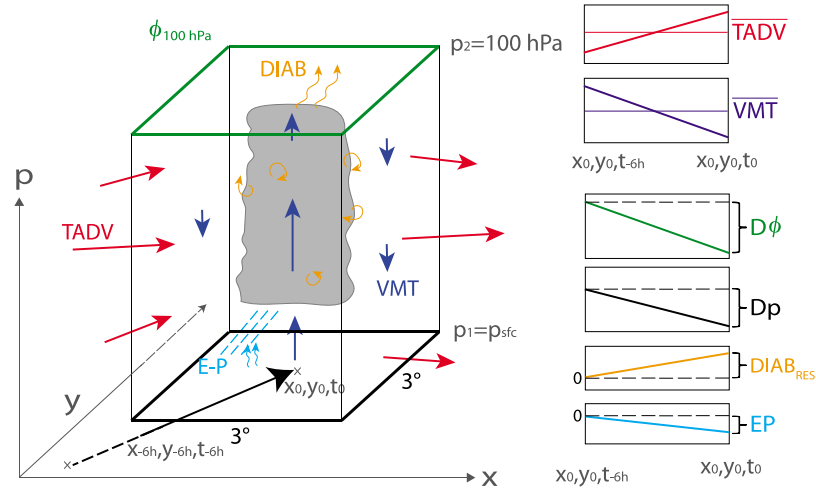 ϕ100 hPa
p2=100 hPa
DIAB
p
TADV
VMT
p1=psfc
E-P
x0,y0,t0
3°
y
3°
x-6h,y-6h,t-6h
x
TADV
VMT
x0,y0,t-6h x0,y0,t0
Dϕ
Dp
0
DIABRES
0
EP
x0,y0,t-6h x0,y0,t0